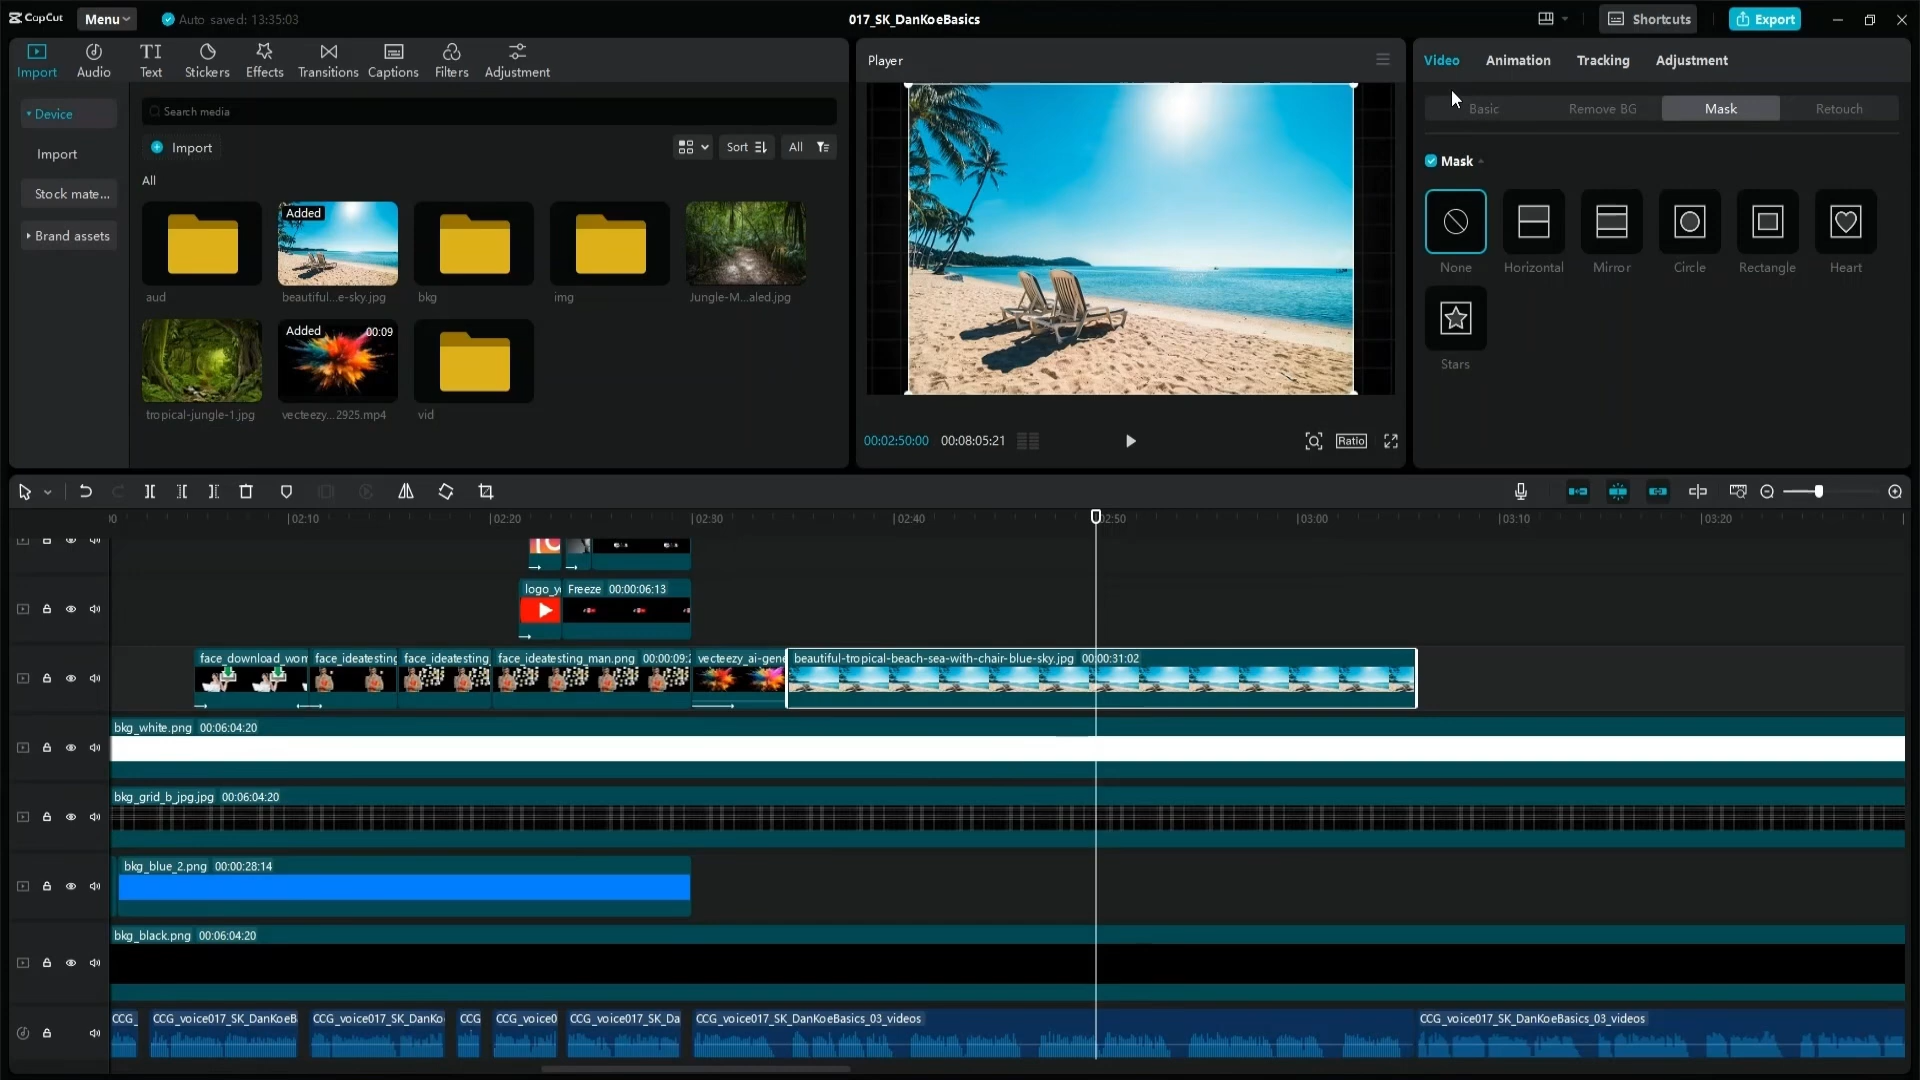 CapCut
Menu
Auto saved: 13:35:03
017_SK_DanKoeBasics
Shortcuts
Export
Import
Audio
Text
Stickers
Effects
Transitions
Captions
Filters
Adjustment
Device
Import
Stock mate...
Brand assets
Search media
Import
Sort
All
All
Added
aud
beautiful...e-sky.jpg
bkg
img
Jungle-M...aled.jpg
Added
00:09
tropical-jungle-1.jpg
vecteezy...2925.mp4
vid
Player
00:02:50:00
00:08:05:21
Ratio
Video
Animation
Tracking
Adjustment
Basic
Remove BG
Mask
Retouch
Mask
None
Horizontal
Mirror
Circle
Rectangle
Heart
Stars
02:10
02:20
02:30
02:40
02:50
03:00
03:10
03:20
logo_y
Freeze 00:00:06:13
face_download_wom
face_ideatesting
face_ideatesting_
face_ideatesting_man.png 00:00:09:
vecteezy_ai-gene
beautiful-tropical-beach-sea-with-chair-blue-sky.jpg 00:00:31:02
bkg_white.png 00:06:04:20
bkg_grid_b_jpg.jpg 00:06:04:20
bkg_blue_2.png 00:00:28:14
bkg_black.png 00:06:04:20
CCG_
CCG_voice017_SK_DanKoeB
CCG_voice017_SK_DanKo
CCG
CCG_voice0
CCG_voice017_SK_Da
CCG_voice017_SK_DanKoeBasics_03_videos
CCG_voice017_SK_DanKoeBasics_03_videos